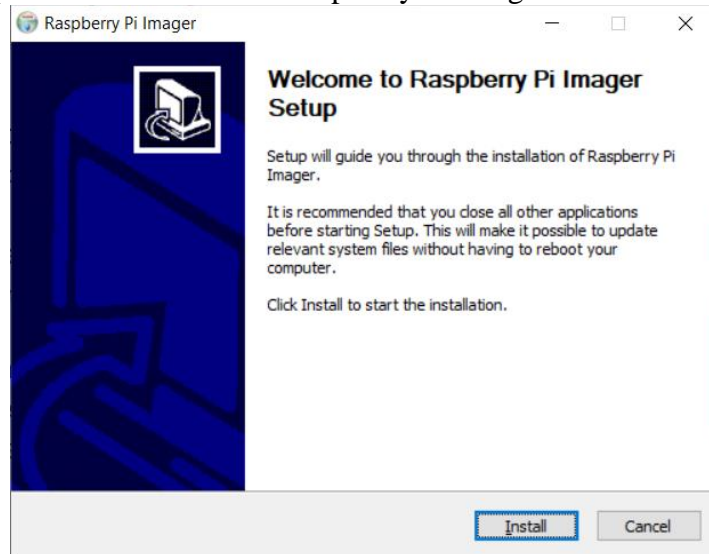 Raspberry Pi Imager
Welcome to Raspberry Pi Imager
Setup
Setup will guide you through the installation of Raspberry Pi
Imager.
It is recommended that you close all other applications
before starting Setup. This will make it possible to update
relevant system files without having to reboot your
computer.
Click Install to start the installation.
Install
Cancel